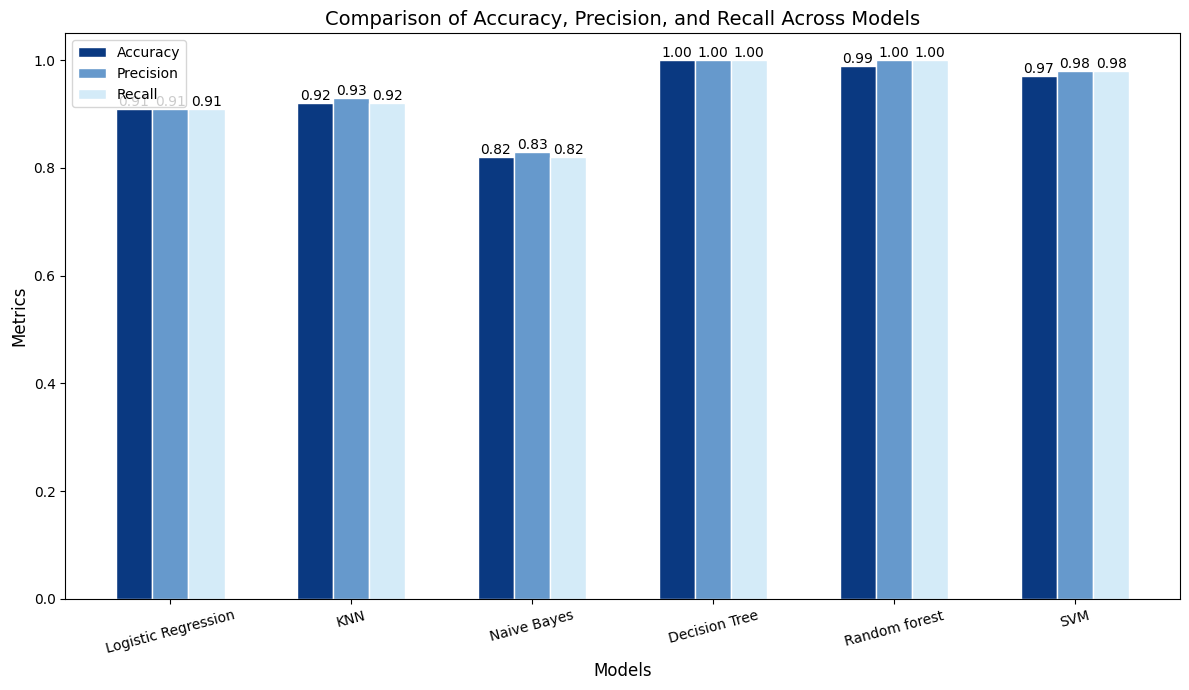 Comparison of Accuracy, Precision, and Recall Across Models
Accuracy
Precision
Recall
0.91 0.91 0.91
0.92 0.93 0.92
0.82 0.83 0.82
1.00 1.00 1.00
0.99 1.00 1.00
0.97 0.98 0.98
Metrics
1.0
0.8
0.6
0.4
0.2
0.0
Logistic Regression
KNN
Naive Bayes
Decision Tree
Random forest
SVM
Models